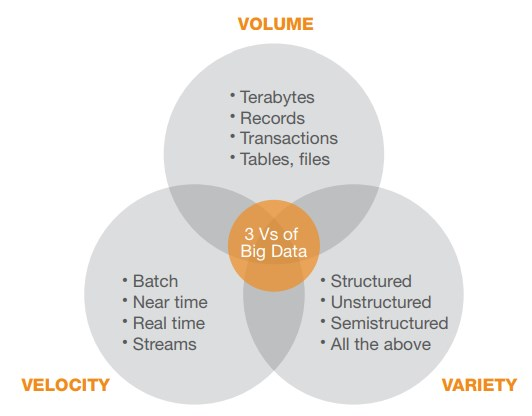 VOLUME
• Terabytes
• Records
• Transactions
• Tables, files
3 Vs of
Big Data
• Batch
• Near time
• Real time
• Streams
• Structured
• Unstructured
• Semistructured
• All the above
VELOCITY
VARIETY